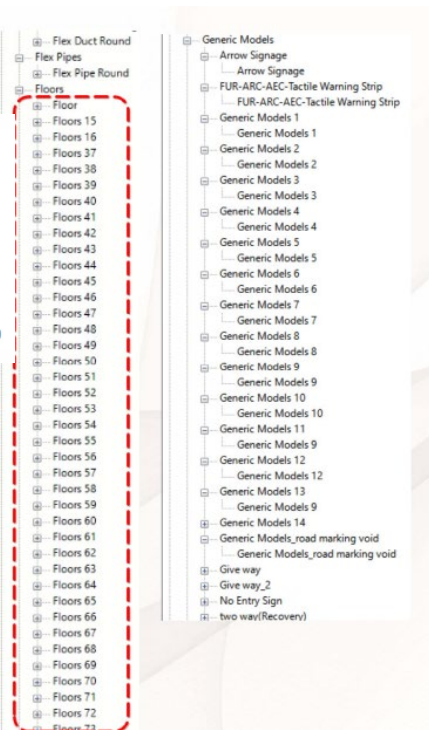 Flex Duct Round
Flex Pipes
Flex Pipe Round
Floors
Floor
Floors 15
Floors 16
Floors 37
Floors 38
Floors 39
Floors 40
Floors 41
Floors 42
Floors 43
Floors 44
Floors 45
Floors 46
Floors 47
Floors 48
Floors 49
Floors 50
Floors 51
Floors 52
Floors 53
Floors 54
Floors 55
Floors 56
Floors 57
Floors 58
Floors 59
Floors 60
Floors 61
Floors 62
Floors 63
Floors 64
Floors 65
Floors 66
Floors 67
Floors 68
Floors 69
Floors 70
Floors 71
Floors 72
Floors 73
Generic Models
Arrow Signage
Arrow Signage
FUR-ARC-AEC-Tactile Warning Strip
FUR-ARC-AEC-Tactile Warning Strip
Generic Models 1
Generic Models 1
Generic Models 2
Generic Models 2
Generic Models 3
Generic Models 3
Generic Models 4
Generic Models 4
Generic Models 5
Generic Models 5
Generic Models 6
Generic Models 6
Generic Models 7
Generic Models 7
Generic Models 8
Generic Models 8
Generic Models 9
Generic Models 9
Generic Models 10
Generic Models 10
Generic Models 11
Generic Models 9
Generic Models 12
Generic Models 12
Generic Models 13
Generic Models 9
Generic Models 14
Generic Models_road marking void
Generic Models_road marking void
Give way
Give way_2
No Entry Sign
two way(Recovery)